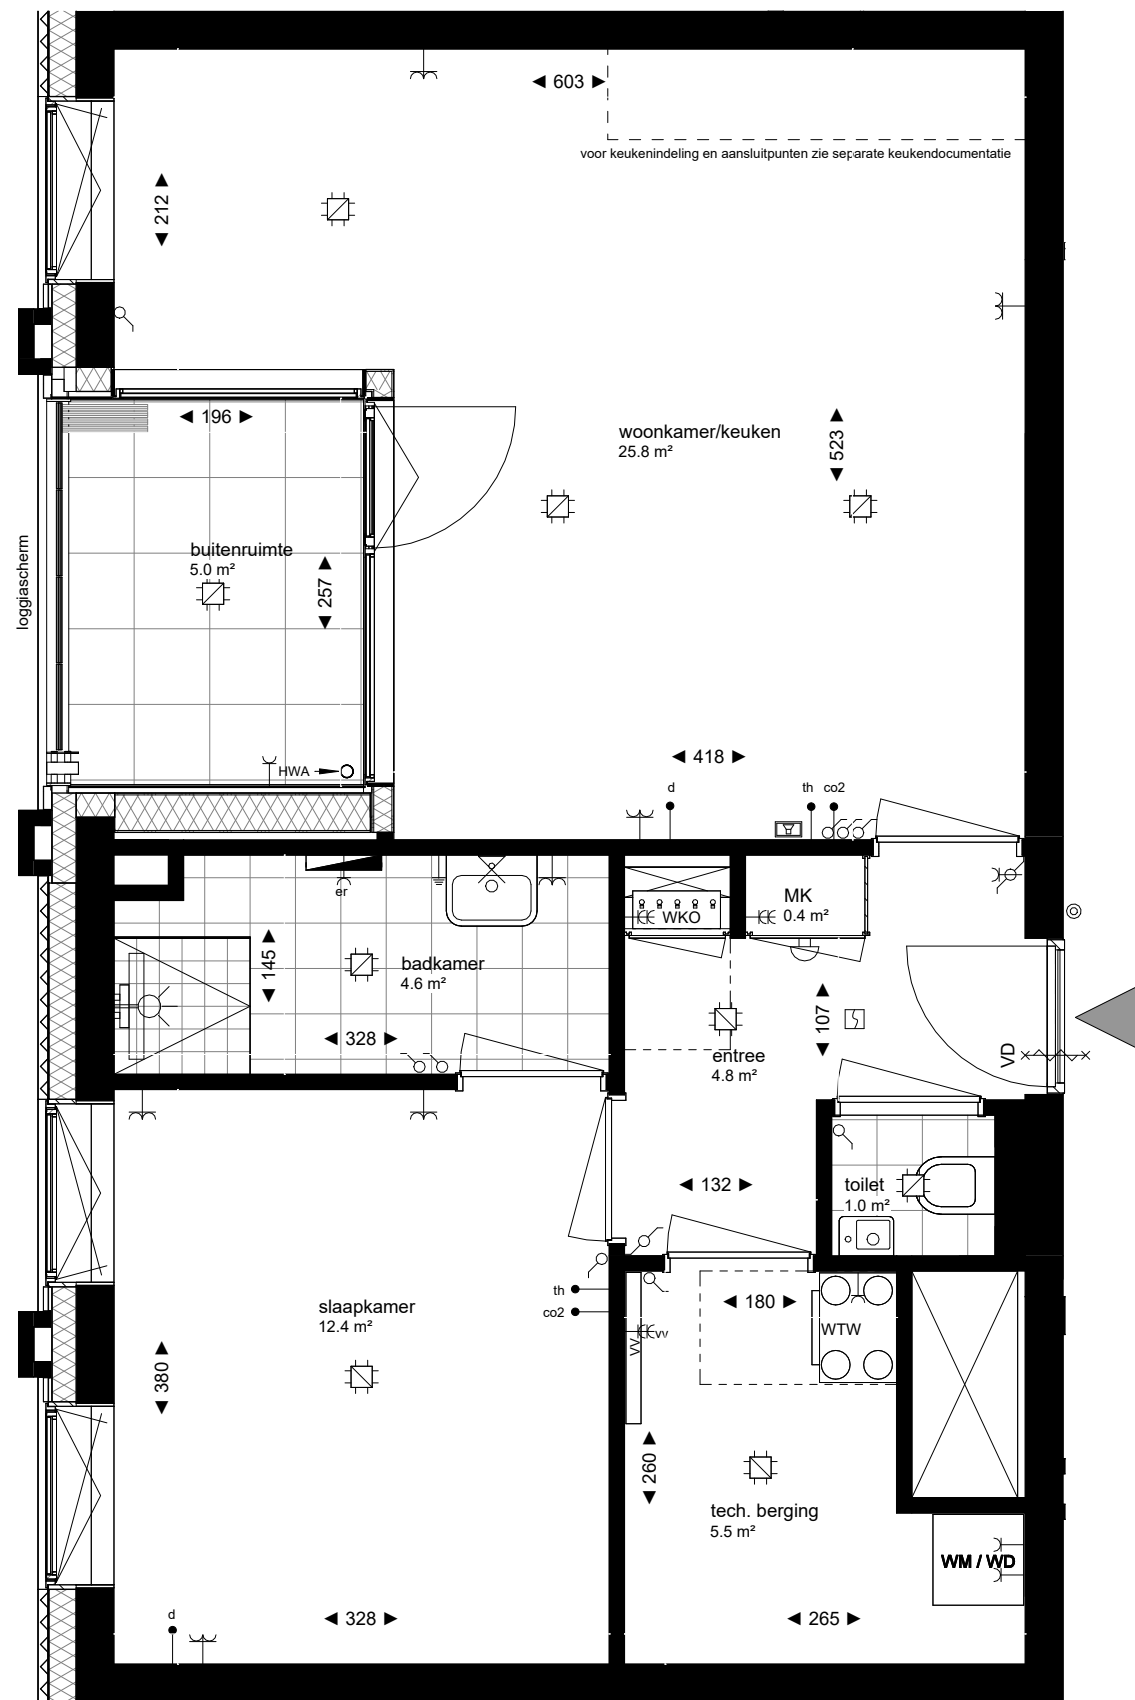 ◄ 603 ►
voor keukenindeling en aansluitpunten zie separate keukendocumentatie
◄ 212 ►
◄ 196 ►
woonkamer/keuken
25.8 m²
◄ 523 ►
loggiascherm
buitenruimte
5.0 m²
◄ 257 ►
HWA
◄ 418 ►
d
th
co2
er
WKO
MK
0.4 m²
badkamer
4.6 m²
◄ 145 ►
◄ 328 ►
◄ 107 ►
entree
4.8 m²
VD
◄ 132 ►
toilet
1.0 m²
th
co2
slaapkamer
12.4 m²
◄ 380 ►
◄ 180 ►
WTW
VV
vv
◄ 260 ►
tech. berging
5.5 m²
WM / WD
d
◄ 328 ►
◄ 265 ►